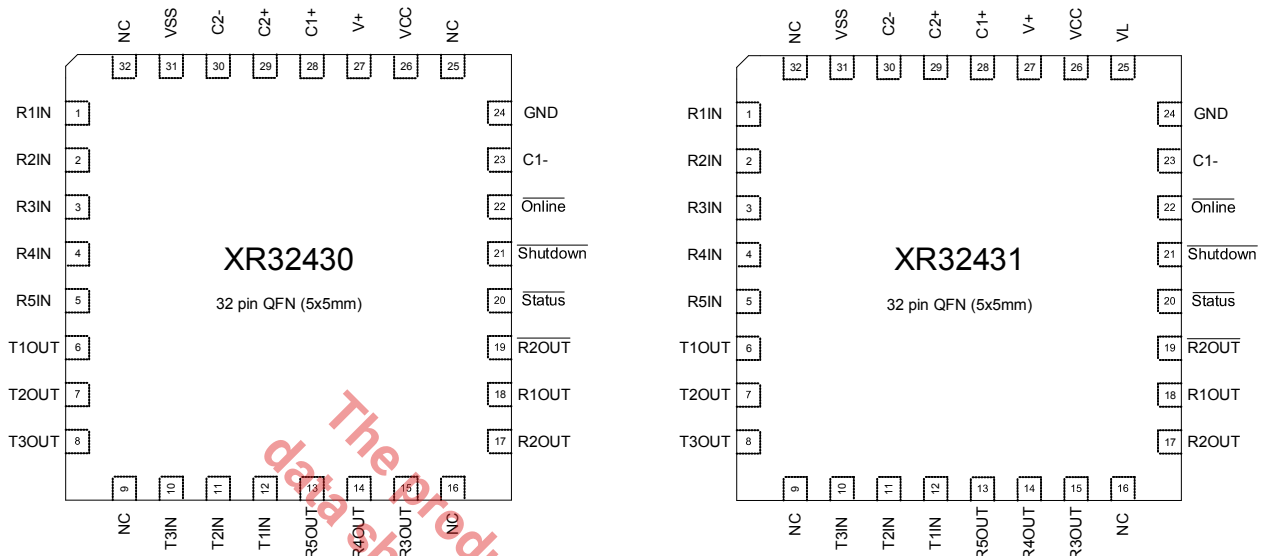 NC VSS C2- C2+ C1+ V+ VCC NC
32 31 30 29 28 27 26 25
R1IN 1
R2IN 2
R3IN 3
R4IN 4
R5IN 5
T1OUT 6
T2OUT 7
T3OUT 8
24 GND
23 C1-
22 Online
21 Shutdown
20 Status
19 R2OUT
18 R1OUT
17 R2OUT
XR32430
32 pin QFN (5x5mm)
9 10 11 12 13 14 15 16
NC T3IN T2IN T1IN R5OUT R4OUT R3OUT NC
The
data
NC VSS C2- C2+ C1+ V+ VCC VL
32 31 30 29 28 27 26 25
R1IN 1
R2IN 2
R3IN 3
R4IN 4
R5IN 5
T1OUT 6
T2OUT 7
T3OUT 8
24 GND
23 C1-
22 Online
21 Shutdown
20 Status
19 R2OUT
18 R1OUT
17 R2OUT
XR32431
32 pin QFN (5x5mm)
9 10 11 12 13 14 15 16
NC T3IN T2IN T1IN R5OUT R4OUT R3OUT NC